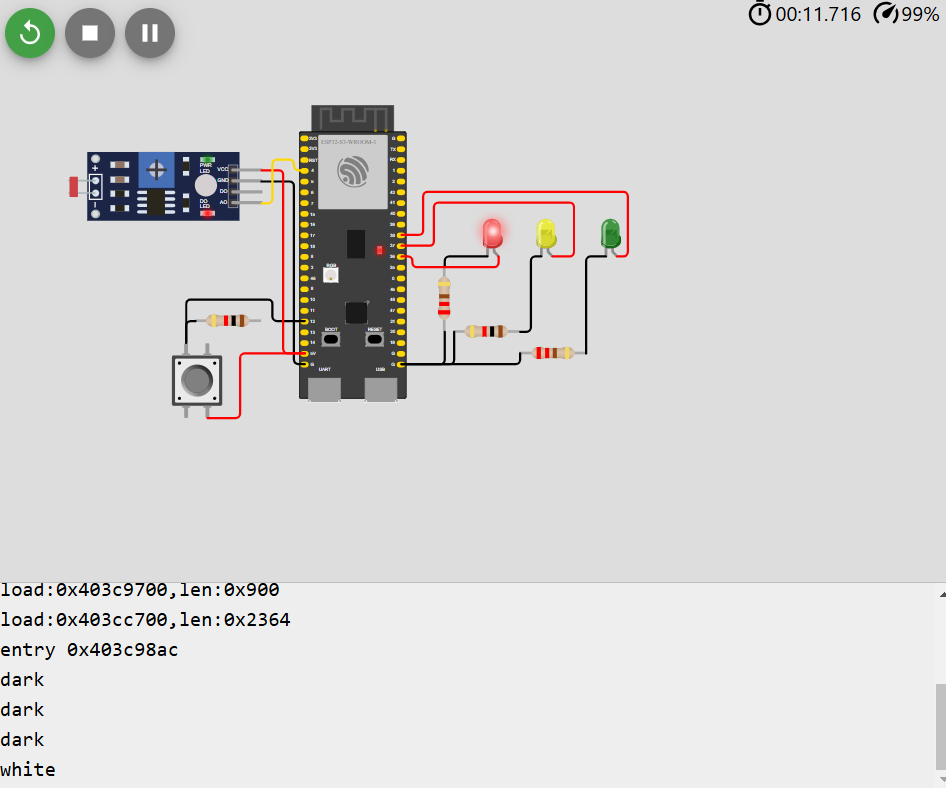 00:11.716 99%
ESP32-S3-WROOM-1
PWR
LED
VCC
GND
DO
AO
DO
LED
+
RGB
BOOT
RESET
UART
USB
load:0x403c9700,len:0x900
load:0x403cc700,len:0x2364
entry 0x403c98ac
dark
dark
dark
white